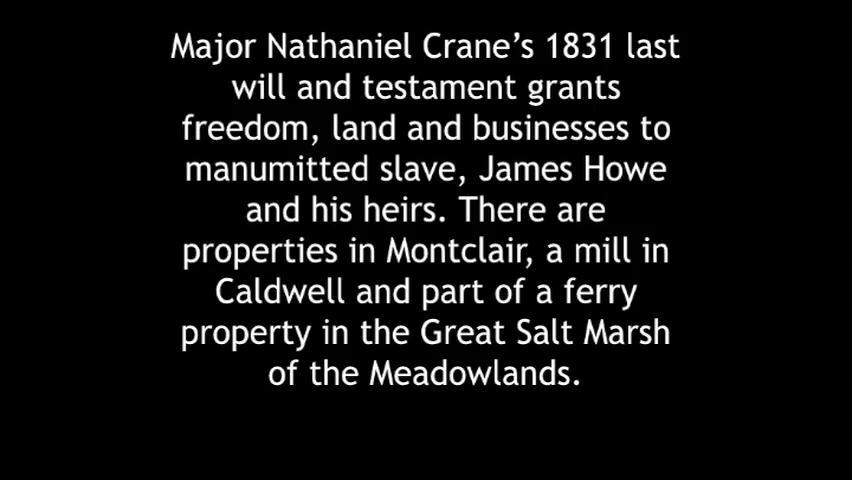 Major Nathaniel Crane’s 1831 last
will and testament grants
freedom, land and businesses to
manumitted slave, James Howe
and his heirs. There are
properties in Montclair, a mill in
Caldwell and part of a ferry
property in the Great Salt Marsh
of the Meadowlands.